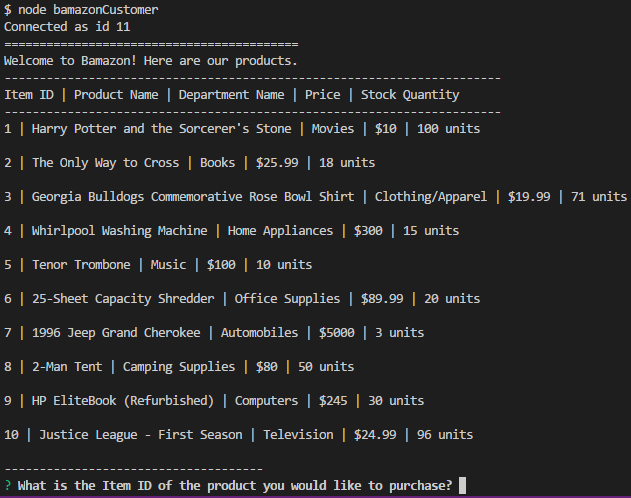 $ node bamazonCustomer
Connected as id 11
==========================================
Welcome to Bamazon! Here are our products.
-----------------------------------------------------------------------
Item ID | Product Name | Department Name | Price | Stock Quantity
-----------------------------------------------------------------------
1 | Harry Potter and the Sorcerer's Stone | Movies | $10 | 100 units
2 | The Only Way to Cross | Books | $25.99 | 18 units
3 | Georgia Bulldogs Commemorative Rose Bowl Shirt | Clothing/Apparel | $19.99 | 71 units
4 | Whirlpool Washing Machine | Home Appliances | $300 | 15 units
5 | Tenor Trombone | Music | $100 | 10 units
6 | 25-Sheet Capacity Shredder | Office Supplies | $89.99 | 20 units
7 | 1996 Jeep Grand Cherokee | Automobiles | $5000 | 3 units
8 | 2-Man Tent | Camping Supplies | $80 | 50 units
9 | HP EliteBook (Refurbished) | Computers | $245 | 30 units
10 | Justice League - First Season | Television | $24.99 | 96 units
-------------------------------------
? What is the Item ID of the product you would like to purchase?